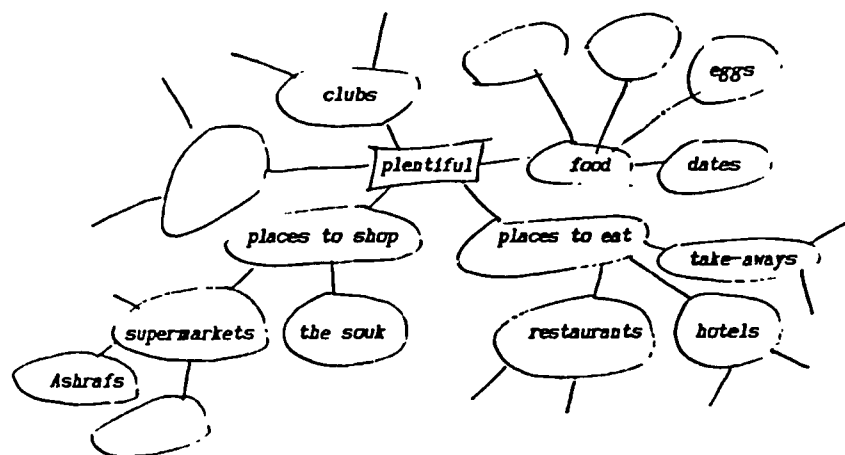 eggs
clubs
plentiful
food
dates
places to shop
places to eat
take-aways
supermarkets
the souk
restaurants
hotels
Ashrafs